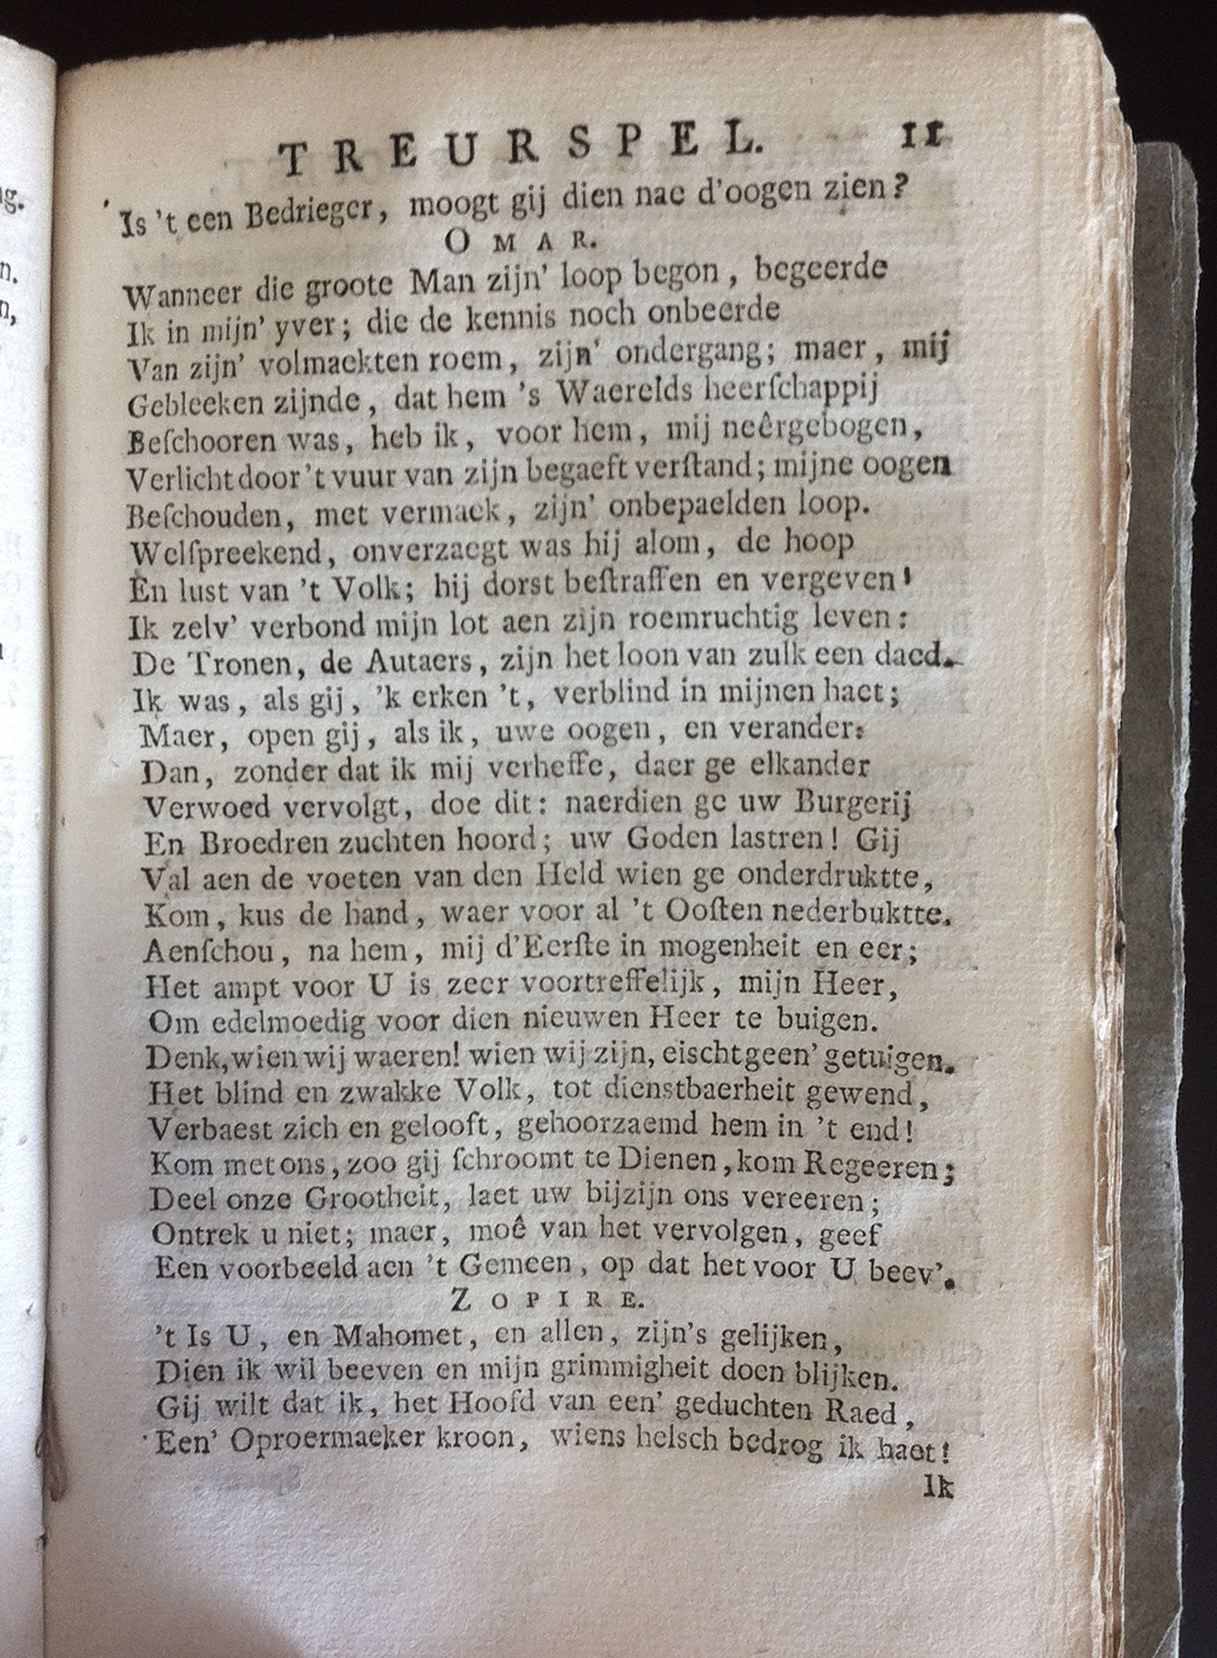 ng.
n.
n,
TREURSPEL. 11
Is 't een Bedrieger, moogt gij dien nae d'oogen zien?
OMAR.
Wanneer die groote Man zijn' loop begon, begeerde
Ik in mijn' yver; die de kennis noch onbeerde
Van zijn' volmaekten roem, zijn' ondergang; maer, mij
Gebleeken zijnde, dat hem 's Waerelds heerſchappij
Beſchooren was, heb ik, voor hem, mij neêrgebogen,
Verlicht door 't vuur van zijn begaeft verſtand; mijne oogen
Beſchouden, met vermaek, zijn' onbepaelden loop.
Welſpreekend, onverzaegt was hij alom, de hoop
En lust van 't Volk; hij dorst beſtraffen en vergeven!
Ik zelv' verbond mijn lot aen zijn roemruchtig leven:
De Tronen, de Autaers, zijn het loon van zulk een daed.
Ik was, als gij, 'k erken 't, verblind in mijnen haet;
Maer, open gij, als ik, uwe oogen, en verander:
Dan, zonder dat ik mij verheffe, daer ge elkander
Verwoed vervolgt, doe dit: naerdien ge uw Burgerij
En Broedren zuchten hoord; uw Goden lastren! Gij
Val aen de voeten van den Held wien ge onderdruktte,
Kom, kus de hand, waer voor al 't Ooſten nederbuktte.
Aenſchou, na hem, mij d'Eerſte in mogenheit en eer;
Het ampt voor U is zeer voortreffelijk, mijn Heer,
Om edelmoedig voor dien nieuwen Heer te buigen.
Denk, wien wij waeren! wien wij zijn, eischt geen' getuigen.
Het blind en zwakke Volk, tot dienstbaerheit gewend,
Verbaest zich en gelooft, gehoorzaemd hem in 't end!
Kom met ons, zoo gij ſchroomt te Dienen, kom Regeeren;
Deel onze Grootheit, laet uw bijzijn ons vereeren;
Ontrek u niet; maer, moê van het vervolgen, geef
Een voorbeeld aen 't Gemeen, op dat het voor U beev'.
ZOPIRE.
't Is U, en Mahomet, en allen, zijn's gelijken,
Dien ik wil beeven en mijn grimmigheit doen blijken.
Gij wilt dat ik, het Hoofd van een' geduchten Raed,
Een' Oproermaeker kroon, wiens helsch bedrog ik haet!
Ik